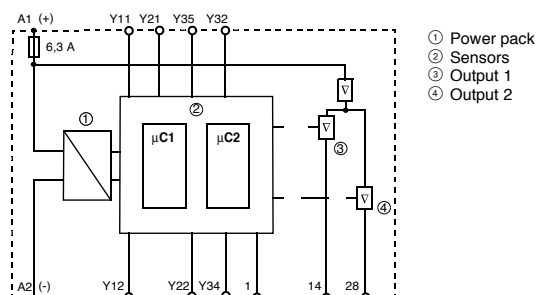 A1 (+) Y11 Y21 Y35 Y32
6,3 A
① Power pack
② Sensors
③ Output 1
④ Output 2
∇
① ②
µC1 µC2
∇
③
∇
④
A2 (-) Y12 Y22 Y34 1 14 28